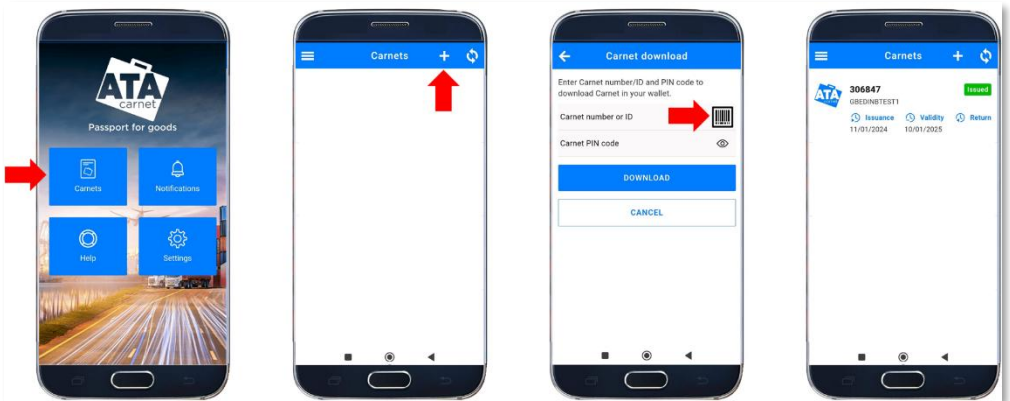 ATA
carnet
Passport for goods
Carnets
Notifications
Help
Settings
Carnets
Carnet download
Enter Carnet number/ID and PIN code to
download Carnet in your wallet.
Carnet number or ID
Carnet PIN code
DOWNLOAD
CANCEL
Carnets
ATA
306847
Issued
GBEDINBTEST1
Issuance Validity Return
11/01/2024 10/01/2025